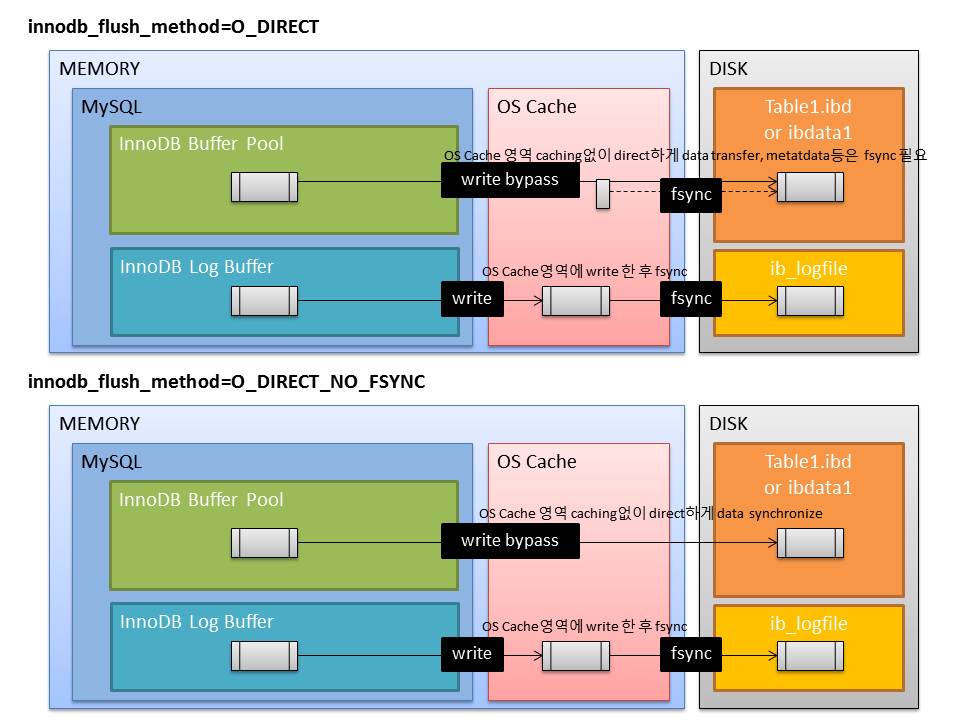 innodb_flush_method=O_DIRECT
MEMORY
DISK
MySQL
OS Cache
Table1.ibd
or ibdata1
InnoDB Buffer Pool
OS Cache 영역 caching없이 direct하게 data transfer, metatdata등은 fsync 필요
write bypass
fsync
InnoDB Log Buffer
OS Cache영역에 write 한 후 fsync
ib_logfile
write
fsync
innodb_flush_method=O_DIRECT_NO_FSYNC
MEMORY
DISK
MySQL
OS Cache
Table1.ibd
or ibdata1
InnoDB Buffer Pool
OS Cache 영역 caching없이 direct하게 data synchronize
write bypass
InnoDB Log Buffer
OS Cache영역에 write 한 후 fsync
ib_logfile
write
fsync